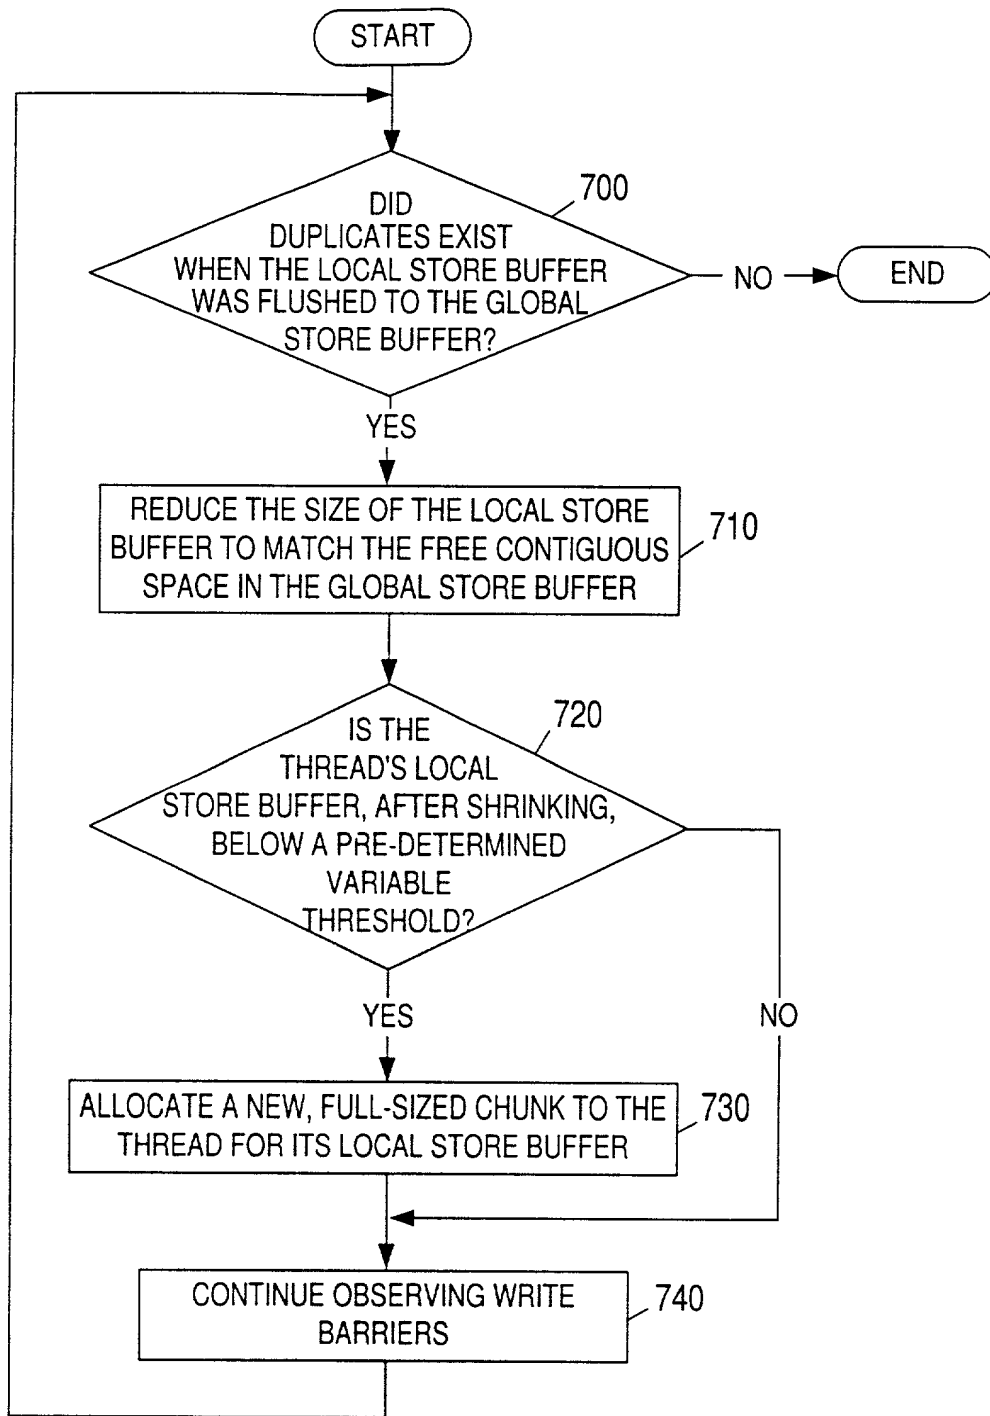 START
700
DID
DUPLICATES EXIST
WHEN THE LOCAL STORE BUFFER
WAS FLUSHED TO THE GLOBAL
STORE BUFFER?
NO
END
YES
REDUCE THE SIZE OF THE LOCAL STORE
BUFFER TO MATCH THE FREE CONTIGUOUS
SPACE IN THE GLOBAL STORE BUFFER
710
720
IS THE
THREAD'S LOCAL
STORE BUFFER, AFTER SHRINKING,
BELOW A PRE-DETERMINED
VARIABLE
THRESHOLD?
YES
NO
ALLOCATE A NEW, FULL-SIZED CHUNK TO THE
THREAD FOR ITS LOCAL STORE BUFFER
730
CONTINUE OBSERVING WRITE
BARRIERS
740